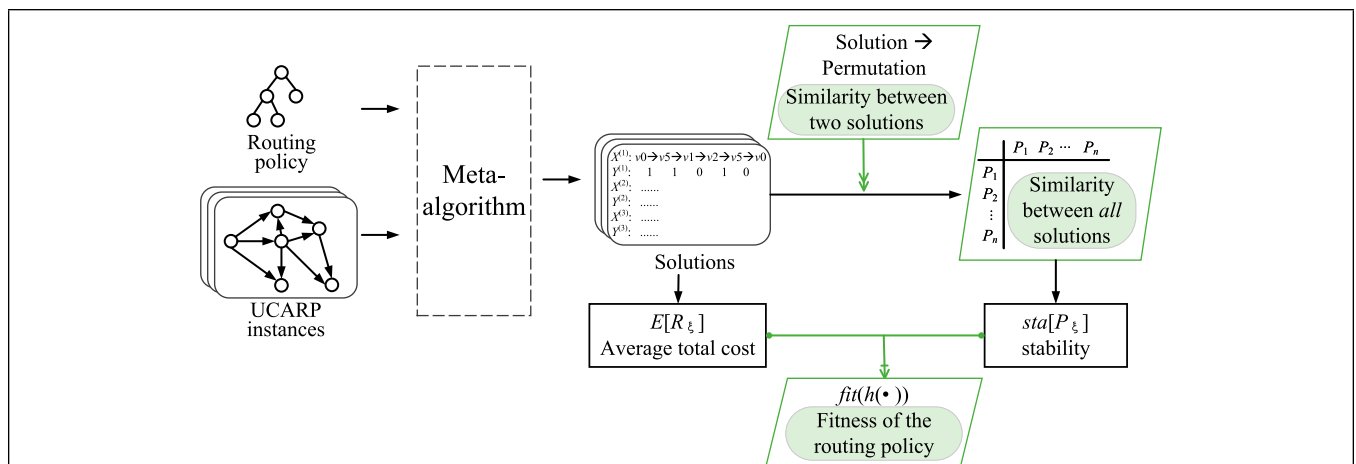 Routing
policy
UCARP
instances
Meta-
algorithm
X⁽¹⁾: v0→v5→v1→v2→v5→v0
Y⁽¹⁾: 1 1 0 1 0
X⁽²⁾: ......
Y⁽²⁾: ......
X⁽³⁾: ......
Y⁽³⁾: ......
Solutions
Solution →
Permutation
Similarity between
two solutions
P₁ P₂ ⋯ Pₙ
P₁
P₂
⋮
Pₙ
Similarity
between all
solutions
E[R_ξ]
Average total cost
sta[P_ξ]
stability
fit(h(•))
Fitness of the
routing policy